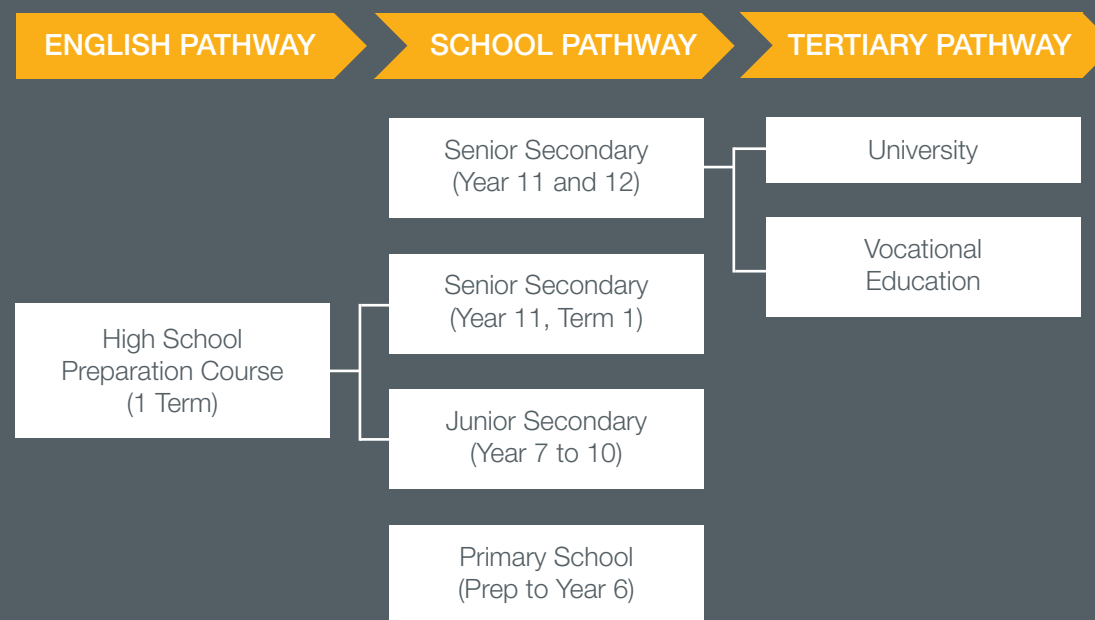 ENGLISH PATHWAY
SCHOOL PATHWAY
TERTIARY PATHWAY
High School
Preparation Course
(1 Term)
Senior Secondary
(Year 11 and 12)
Senior Secondary
(Year 11, Term 1)
Junior Secondary
(Year 7 to 10)
Primary School
(Prep to Year 6)
University
Vocational
Education